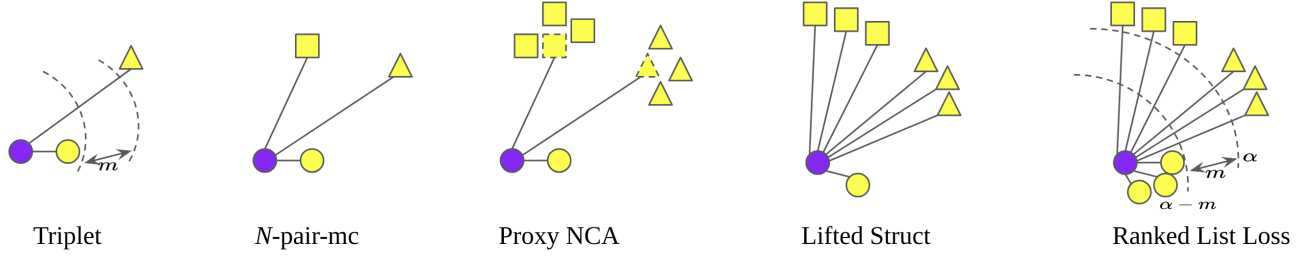 m
m
α
α − m
Triplet
N-pair-mc
Proxy NCA
Lifted Struct
Ranked List Loss